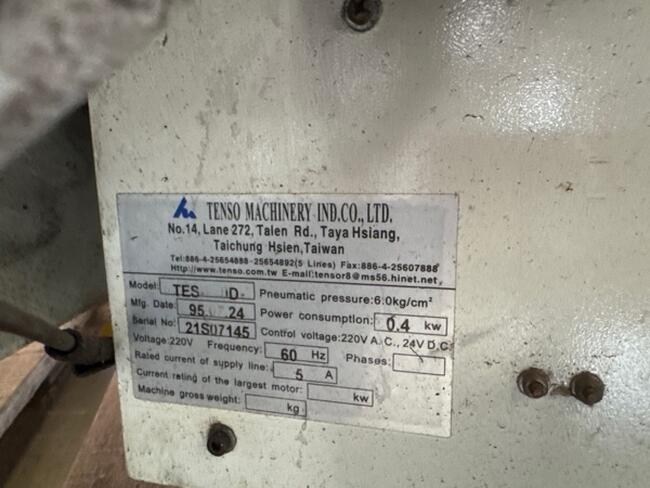 TENSO MACHINERY IND.CO., LTD.
No.14, Lane 272, Talen Rd., Taya Hsiang,
Taichung Hsien,Taiwan
Tel:886-4-25654888-25654892(5 Lines) Fax:886-4-25607888
Http://www.tenso.com.tw E-mail:tensor8@ms56.hinet.net.
Model: TES D Pneumatic pressure:6.0kg/cm²
Mfg. Date: 95 24 Power consumption: 0.4 kw
Serial No: 21S07145 Control voltage:220V A.C., 24V D.C.
Voltage:220V Frequency: 60 Hz Phases:
Rated current of supply line: 5 A
Current rating of the largest motor: kw
Machine gross weight: kg